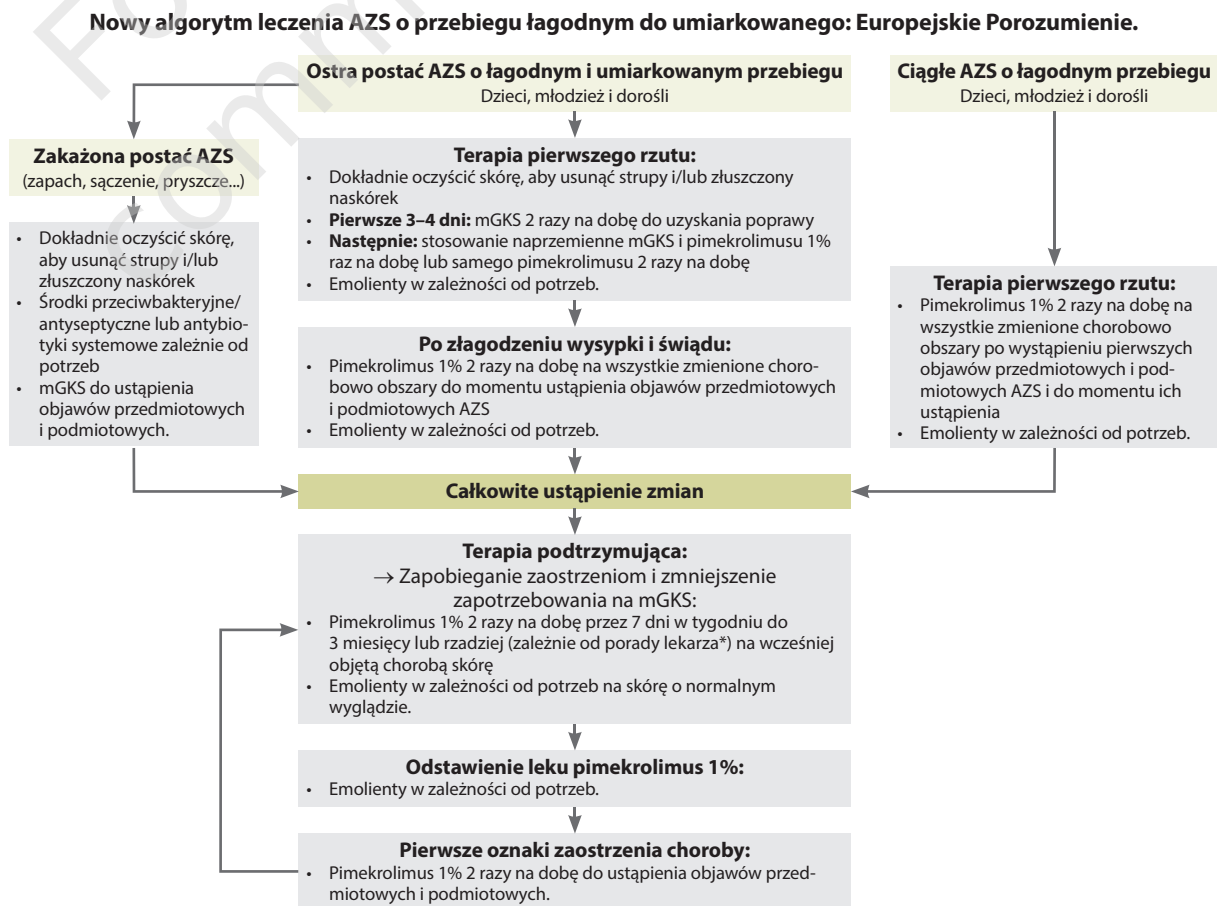 Nowy algorytm leczenia AZS o przebiegu łagodnym do umiarkowanego: Europejskie Porozumienie.
Ostra postać AZS o łagodnym i umiarkowanym przebiegu
Dzieci, młodzież i dorośli
Ciągłe AZS o łagodnym przebiegu
Dzieci, młodzież i dorośli
Zakażona postać AZS
(zapach, sączenie, pryszcze...)
• Dokładnie oczyścić skórę,
aby usunąć strupy i/lub
złuszczony naskórek
• Środki przeciwbakteryjne/
antyseptyczne lub antybio-
tyki systemowe zależnie od
potrzeb
• mGKS do ustąpienia
objawów przedmiotowych
i podmiotowych.
Terapia pierwszego rzutu:
• Dokładnie oczyścić skórę, aby usunąć strupy i/lub złuszczony
naskórek
• Pierwsze 3–4 dni: mGKS 2 razy na dobę do uzyskania poprawy
• Następnie: stosowanie naprzemienne mGKS i pimekrolimusu 1%
raz na dobę lub samego pimekrolimusu 2 razy na dobę
• Emolienty w zależności od potrzeb.
Po złagodzeniu wysypki i świądu:
• Pimekrolimus 1% 2 razy na dobę na wszystkie zmienione choro-
bowo obszary do momentu ustąpienia objawów przedmiotowych
i podmiotowych AZS
• Emolienty w zależności od potrzeb.
Terapia pierwszego rzutu:
• Pimekrolimus 1% 2 razy na dobę na
wszystkie zmienione chorobowo
obszary po wystąpieniu pierwszych
objawów przedmiotowych i pod-
miotowych AZS i do momentu ich
ustąpienia
• Emolienty w zależności od potrzeb.
Całkowite ustąpienie zmian
Terapia podtrzymująca:
→ Zapobieganie zaostrzeniom i zmniejszenie
zapotrzebowania na mGKS:
• Pimekrolimus 1% 2 razy na dobę przez 7 dni w tygodniu do
3 miesięcy lub rzadziej (zależnie od porady lekarza*) na wcześniej
objętą chorobą skórę
• Emolienty w zależności od potrzeb na skórę o normalnym
wyglądzie.
Odstawienie leku pimekrolimus 1%:
• Emolienty w zależności od potrzeb.
Pierwsze oznaki zaostrzenia choroby:
• Pimekrolimus 1% 2 razy na dobę do ustąpienia objawów przed-
miotowych i podmiotowych.